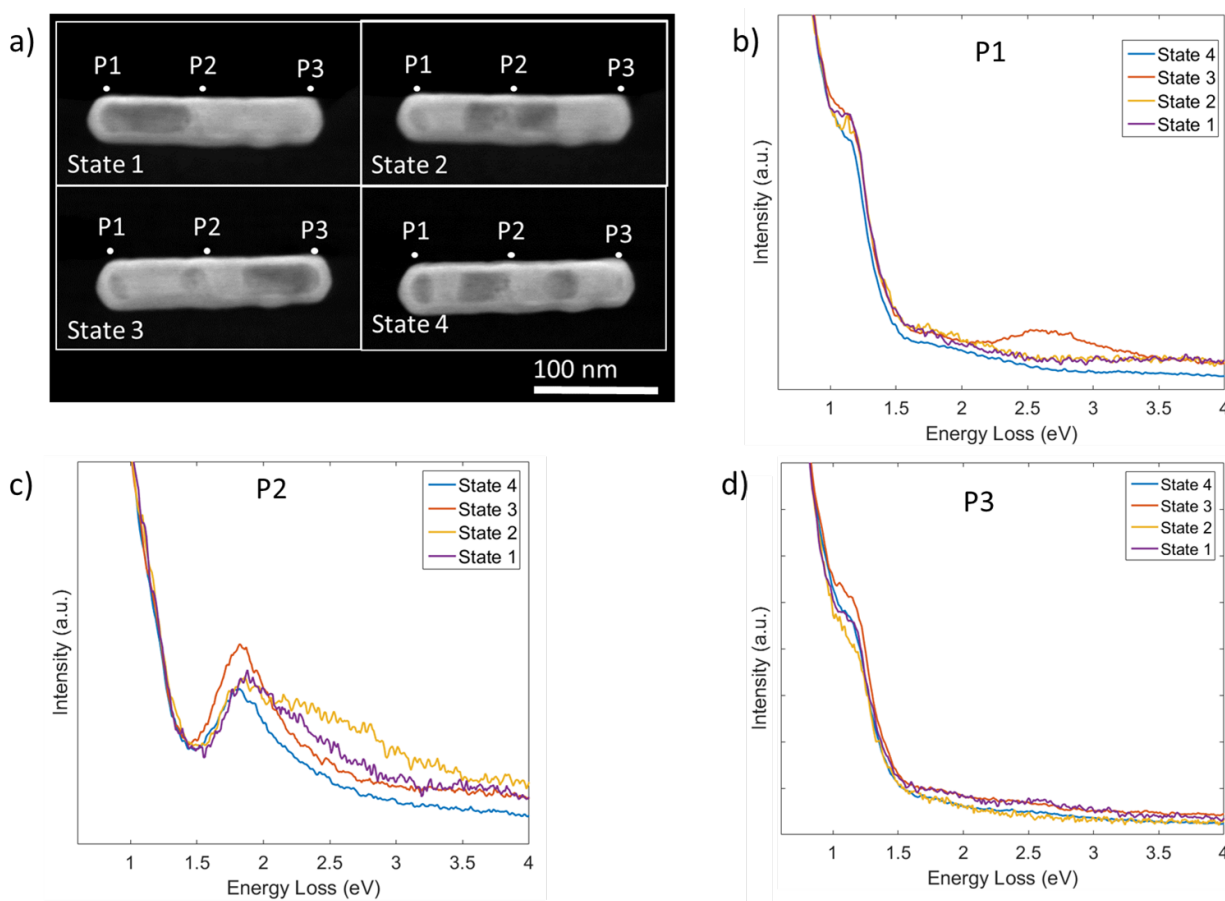 a)
P1 P2 P3
State 1
P1 P2 P3
State 2
P1 P2 P3
State 3
P1 P2 P3
State 4
100 nm
b)
P1
State 4
State 3
State 2
State 1
Intensity (a.u.)
1 1.5 2 2.5 3 3.5 4
Energy Loss (eV)
c)
P2
State 4
State 3
State 2
State 1
Intensity (a.u.)
1 1.5 2 2.5 3 3.5 4
Energy Loss (eV)
d)
P3
State 4
State 3
State 2
State 1
Intensity (a.u.)
1 1.5 2 2.5 3 3.5 4
Energy Loss (eV)